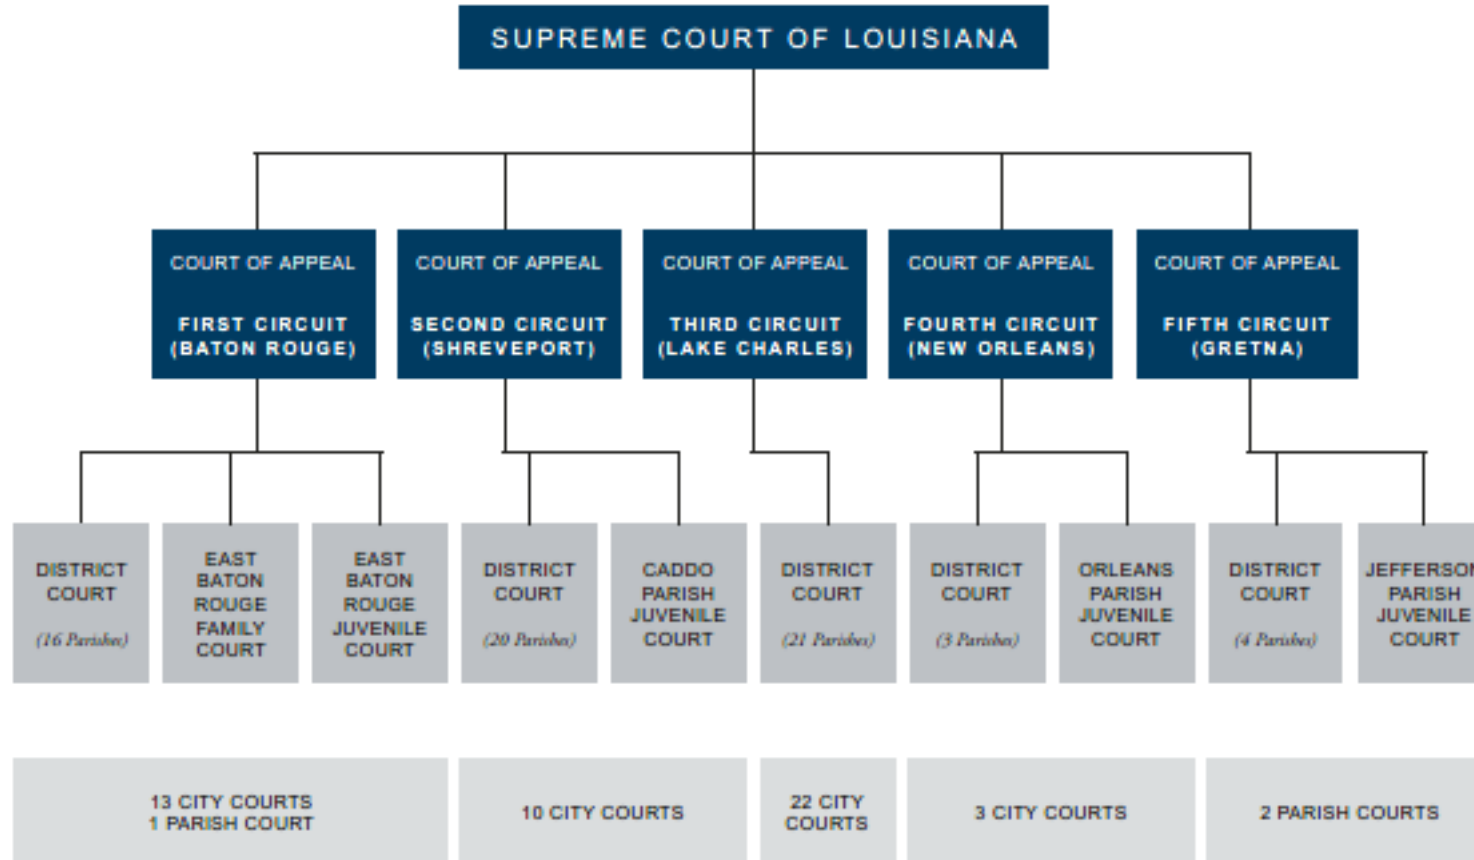 SUPREME COURT OF LOUISIANA
COURT OF APPEAL
FIRST CIRCUIT
(BATON ROUGE)
COURT OF APPEAL
SECOND CIRCUIT
(SHREVEPORT)
COURT OF APPEAL
THIRD CIRCUIT
(LAKE CHARLES)
COURT OF APPEAL
FOURTH CIRCUIT
(NEW ORLEANS)
COURT OF APPEAL
FIFTH CIRCUIT
(GRETNA)
DISTRICT
COURT
(16 Parishes)
EAST
BATON
ROUGE
FAMILY
COURT
EAST
BATON
ROUGE
JUVENILE
COURT
DISTRICT
COURT
(20 Parishes)
CADDO
PARISH
JUVENILE
COURT
DISTRICT
COURT
(21 Parishes)
DISTRICT
COURT
(3 Parishes)
ORLEANS
PARISH
JUVENILE
COURT
DISTRICT
COURT
(4 Parishes)
JEFFERSON
PARISH
JUVENILE
COURT
13 CITY COURTS
1 PARISH COURT
10 CITY COURTS
22 CITY
COURTS
3 CITY COURTS
2 PARISH COURTS